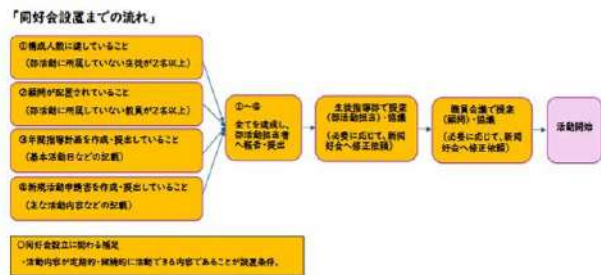 「同好会設置までの流れ」
①構成人数に達していること
(部活動に所属していない生徒が2名以上)
②顧問が配置されていること
(部活動に所属していない教員が2名以上)
③年間指導計画を作成・提出していること
(基本活動日などの記載)
④新規活動申請書を作成・提出していること
(主な活動内容などの記載)
①~④
全てを達成し、
部活動担当者
へ報告・提出
生徒指導部で提案
(部活動担当)・協議
(必要に応じて、新同
好会へ修正依頼)
職員会議で提案
(顧問)・協議
(必要に応じて、新同
好会へ修正依頼)
活動開始
〇同好会設立に関わる補足
・活動内容が定期的・継続的に活動できる内容であることが設置条件。